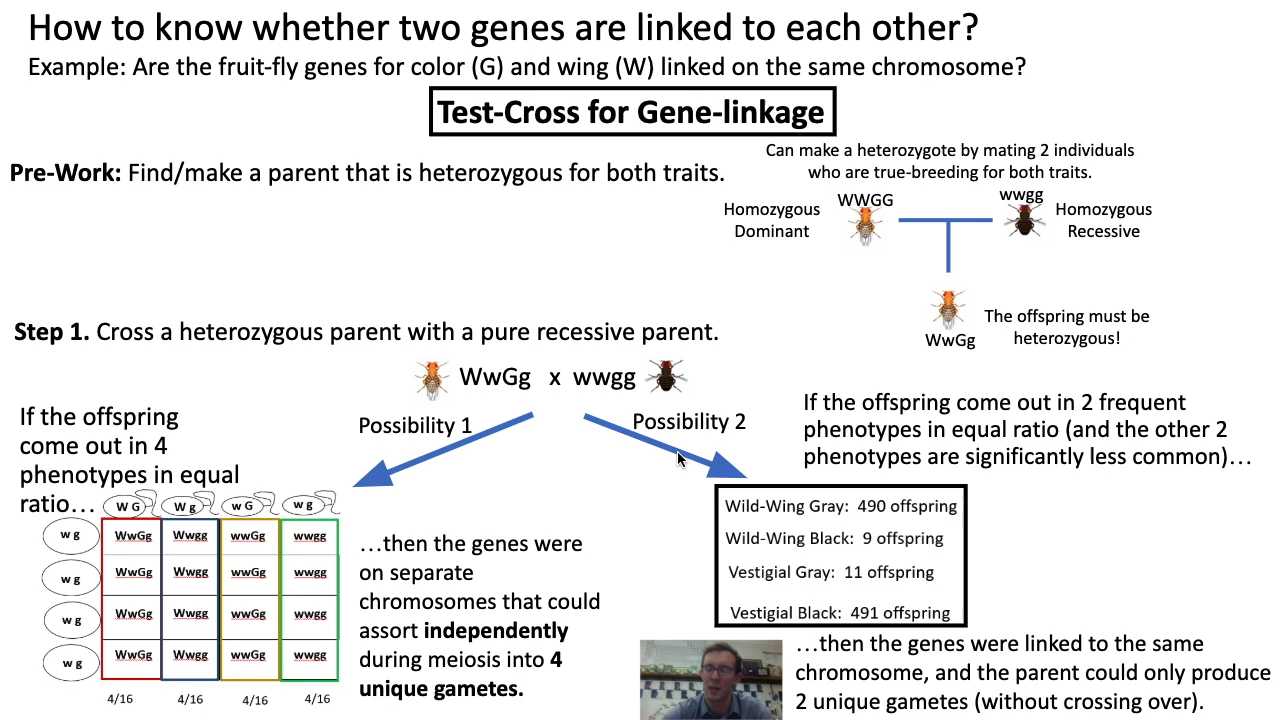 How to know whether two genes are linked to each other?
Example: Are the fruit-fly genes for color (G) and wing (W) linked on the same chromosome?
Test-Cross for Gene-linkage
Pre-Work: Find/make a parent that is heterozygous for both traits.
Can make a heterozygote by mating 2 individuals
who are true-breeding for both traits.
WWGG
wwgg
Homozygous
Dominant
Homozygous
Recessive
The offspring must be
heterozygous!
WwGg
Step 1. Cross a heterozygous parent with a pure recessive parent.
WwGg x wwgg
Possibility 1
Possibility 2
If the offspring
come out in 4
phenotypes in equal
ratio…
W G W g w G w g
w g WwGg Wwgg wwGg wwgg
w g WwGg Wwgg wwGg wwgg
w g WwGg Wwgg wwGg wwgg
w g WwGg Wwgg wwGg wwgg
4/16 4/16 4/16 4/16
…then the genes were
on separate
chromosomes that could
assort independently
during meiosis into 4
unique gametes.
If the offspring come out in 2 frequent
phenotypes in equal ratio (and the other 2
phenotypes are significantly less common)…
Wild-Wing Gray: 490 offspring
Wild-Wing Black: 9 offspring
Vestigial Gray: 11 offspring
Vestigial Black: 491 offspring
…then the genes were linked to the same
chromosome, and the parent could only produce
2 unique gametes (without crossing over).